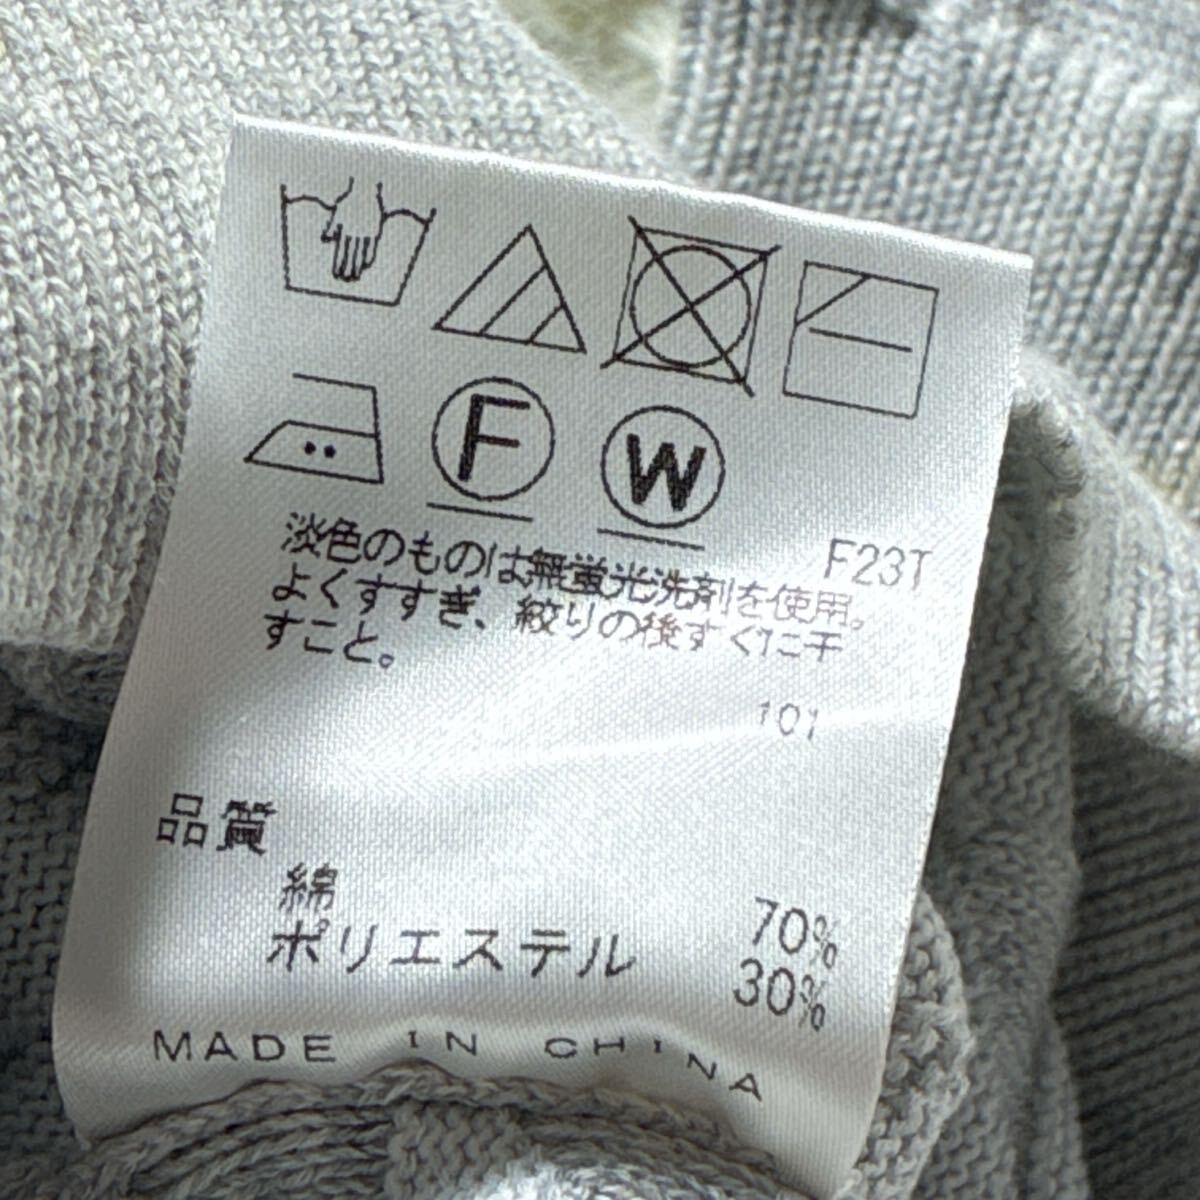 F
W
F23T
淡色のものは無蛍光洗剤を使用。
よくすすぎ、絞りの後すぐに干
すこと。
101
品質
綿 70%
ポリエステル 30%
MADE IN CHINA